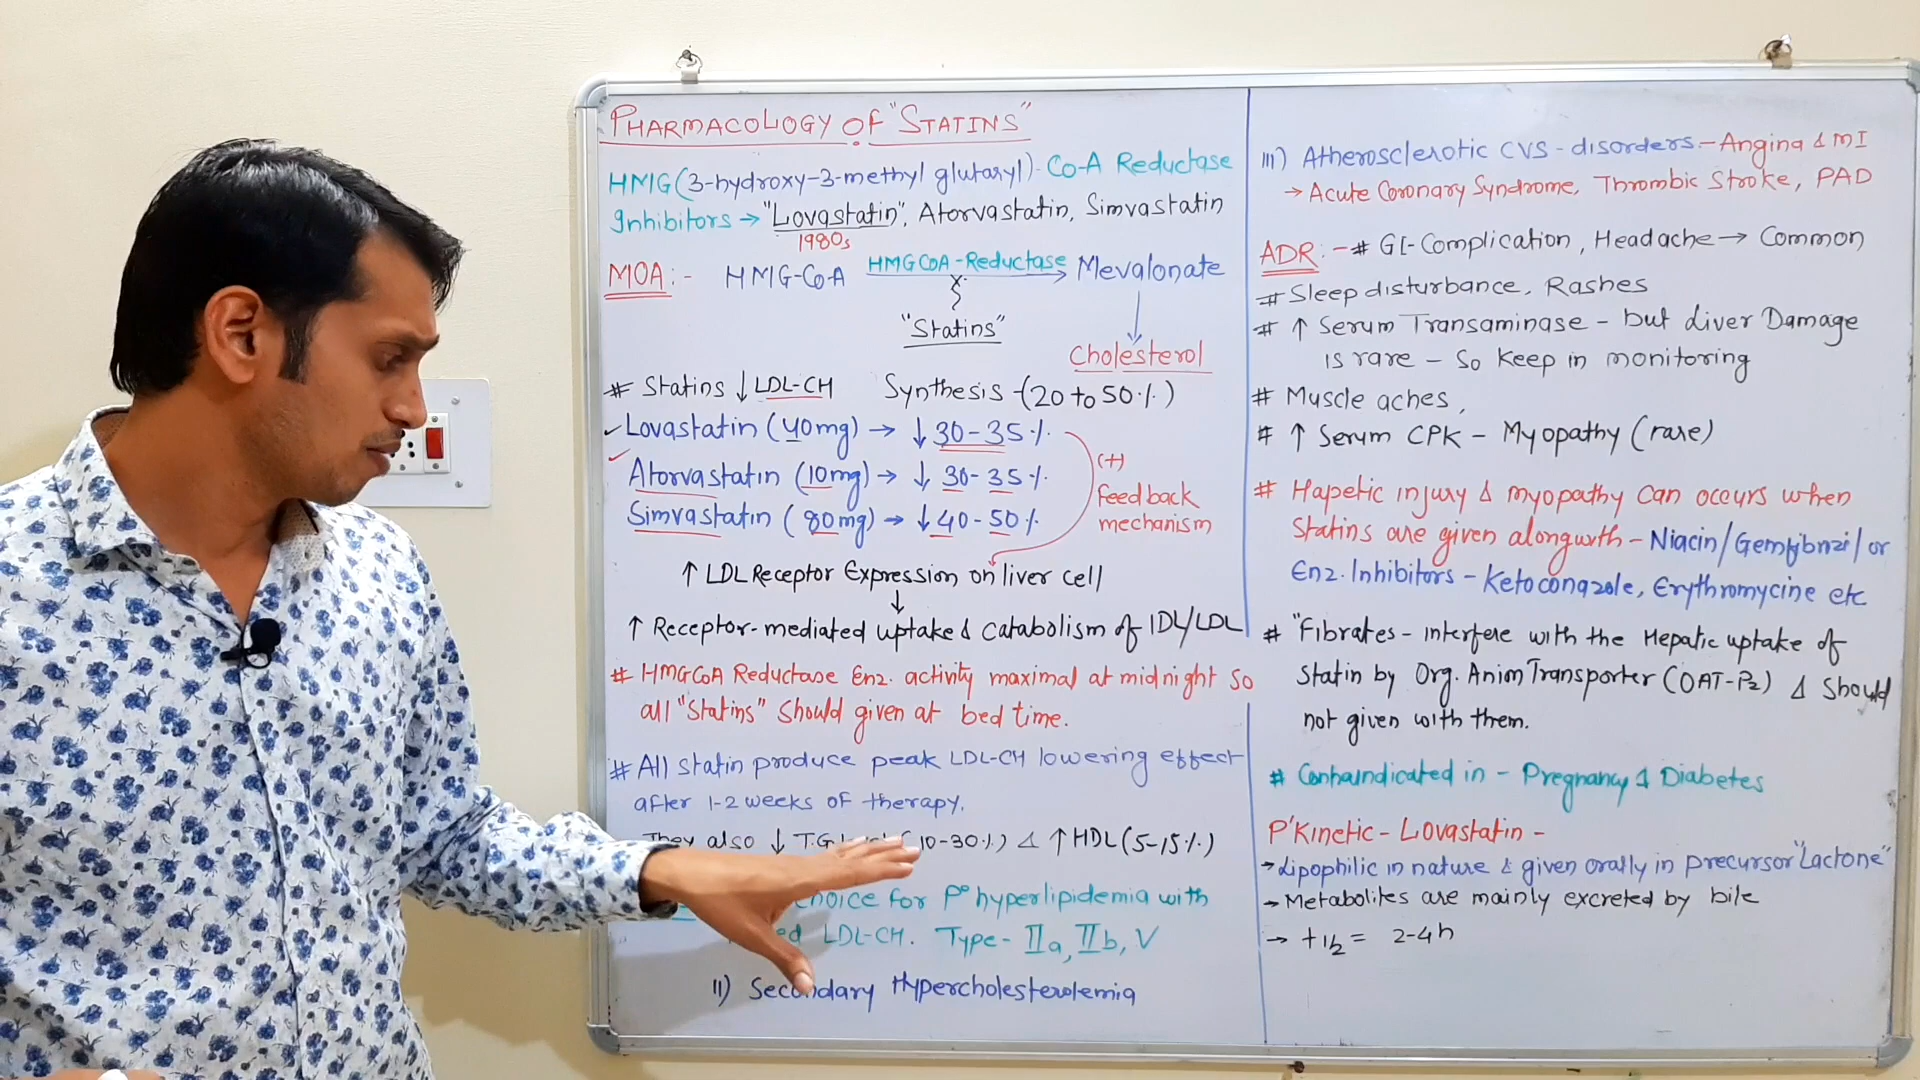 PHARMACOLOGY OF "STATINS"
HMG (3-hydroxy-3-methyl glutaryl)-Co-A Reductase
Inhibitors → "Lovastatin", Atorvastatin, Simvastatin
1980s
MOA:- HMG-CoA HMGCoA-Reductase Mevalonate
x
"Statins"
Cholesterol
# Statins ↓ LDL-CH Synthesis - (20 to 50%)
✓ Lovastatin (40mg) → ↓ 30-35%
✓ Atorvastatin (10mg) → ↓ 30-35%
Simvastatin (80mg) → ↓ 40-50%
(+)
feedback
mechanism
↑ LDL Receptor Expression on liver cell
↓
↑ Receptor-mediated uptake & Catabolism of IDL/LDL
# HMGCoA Reductase Enz. activity maximal at midnight So
all "Statins" Should given at bed time.
# All Statin produce peak LDL-CH lowering effect
after 1-2 weeks of therapy.
They also ↓ T.G (10-30%) & ↑ HDL (5-15%)
choice for P° hyperlipidemia with
LDL-CH. Type- IIa, IIb, V
II) Secondary Hypercholesterolemia
III) Atherosclerotic CVS-disorders - Angina & MI
→ Acute Coronary Syndrome, Thrombic Stroke, PAD
ADR:- # GI-Complication, Headache → Common
# Sleep disturbance, Rashes
# ↑ Serum Transaminase - but Liver Damage
is rare - So Keep in monitoring
# Muscle aches,
# ↑ Serum CPK - Myopathy (rare)
# Hapetic injury & myopathy can occurs when
Statins are given alongwth - Niacin/Gemfibrozil/or
Enz. Inhibitors - Ketoconazole, Erythromycine etc
# "Fibrates - interfere with the Hepatic uptake of
Statin by Org. Anion Transporter (OAT-P2) & Should
not given with them.
# Contraindicated in - Pregnancy & Diabetes
P'Kinetic - Lovastatin -
→ Lipophilic in nature & given orally in precursor "Lactone"
→ Metabolites are mainly excreted by bile
→ t1/2 = 2-4h